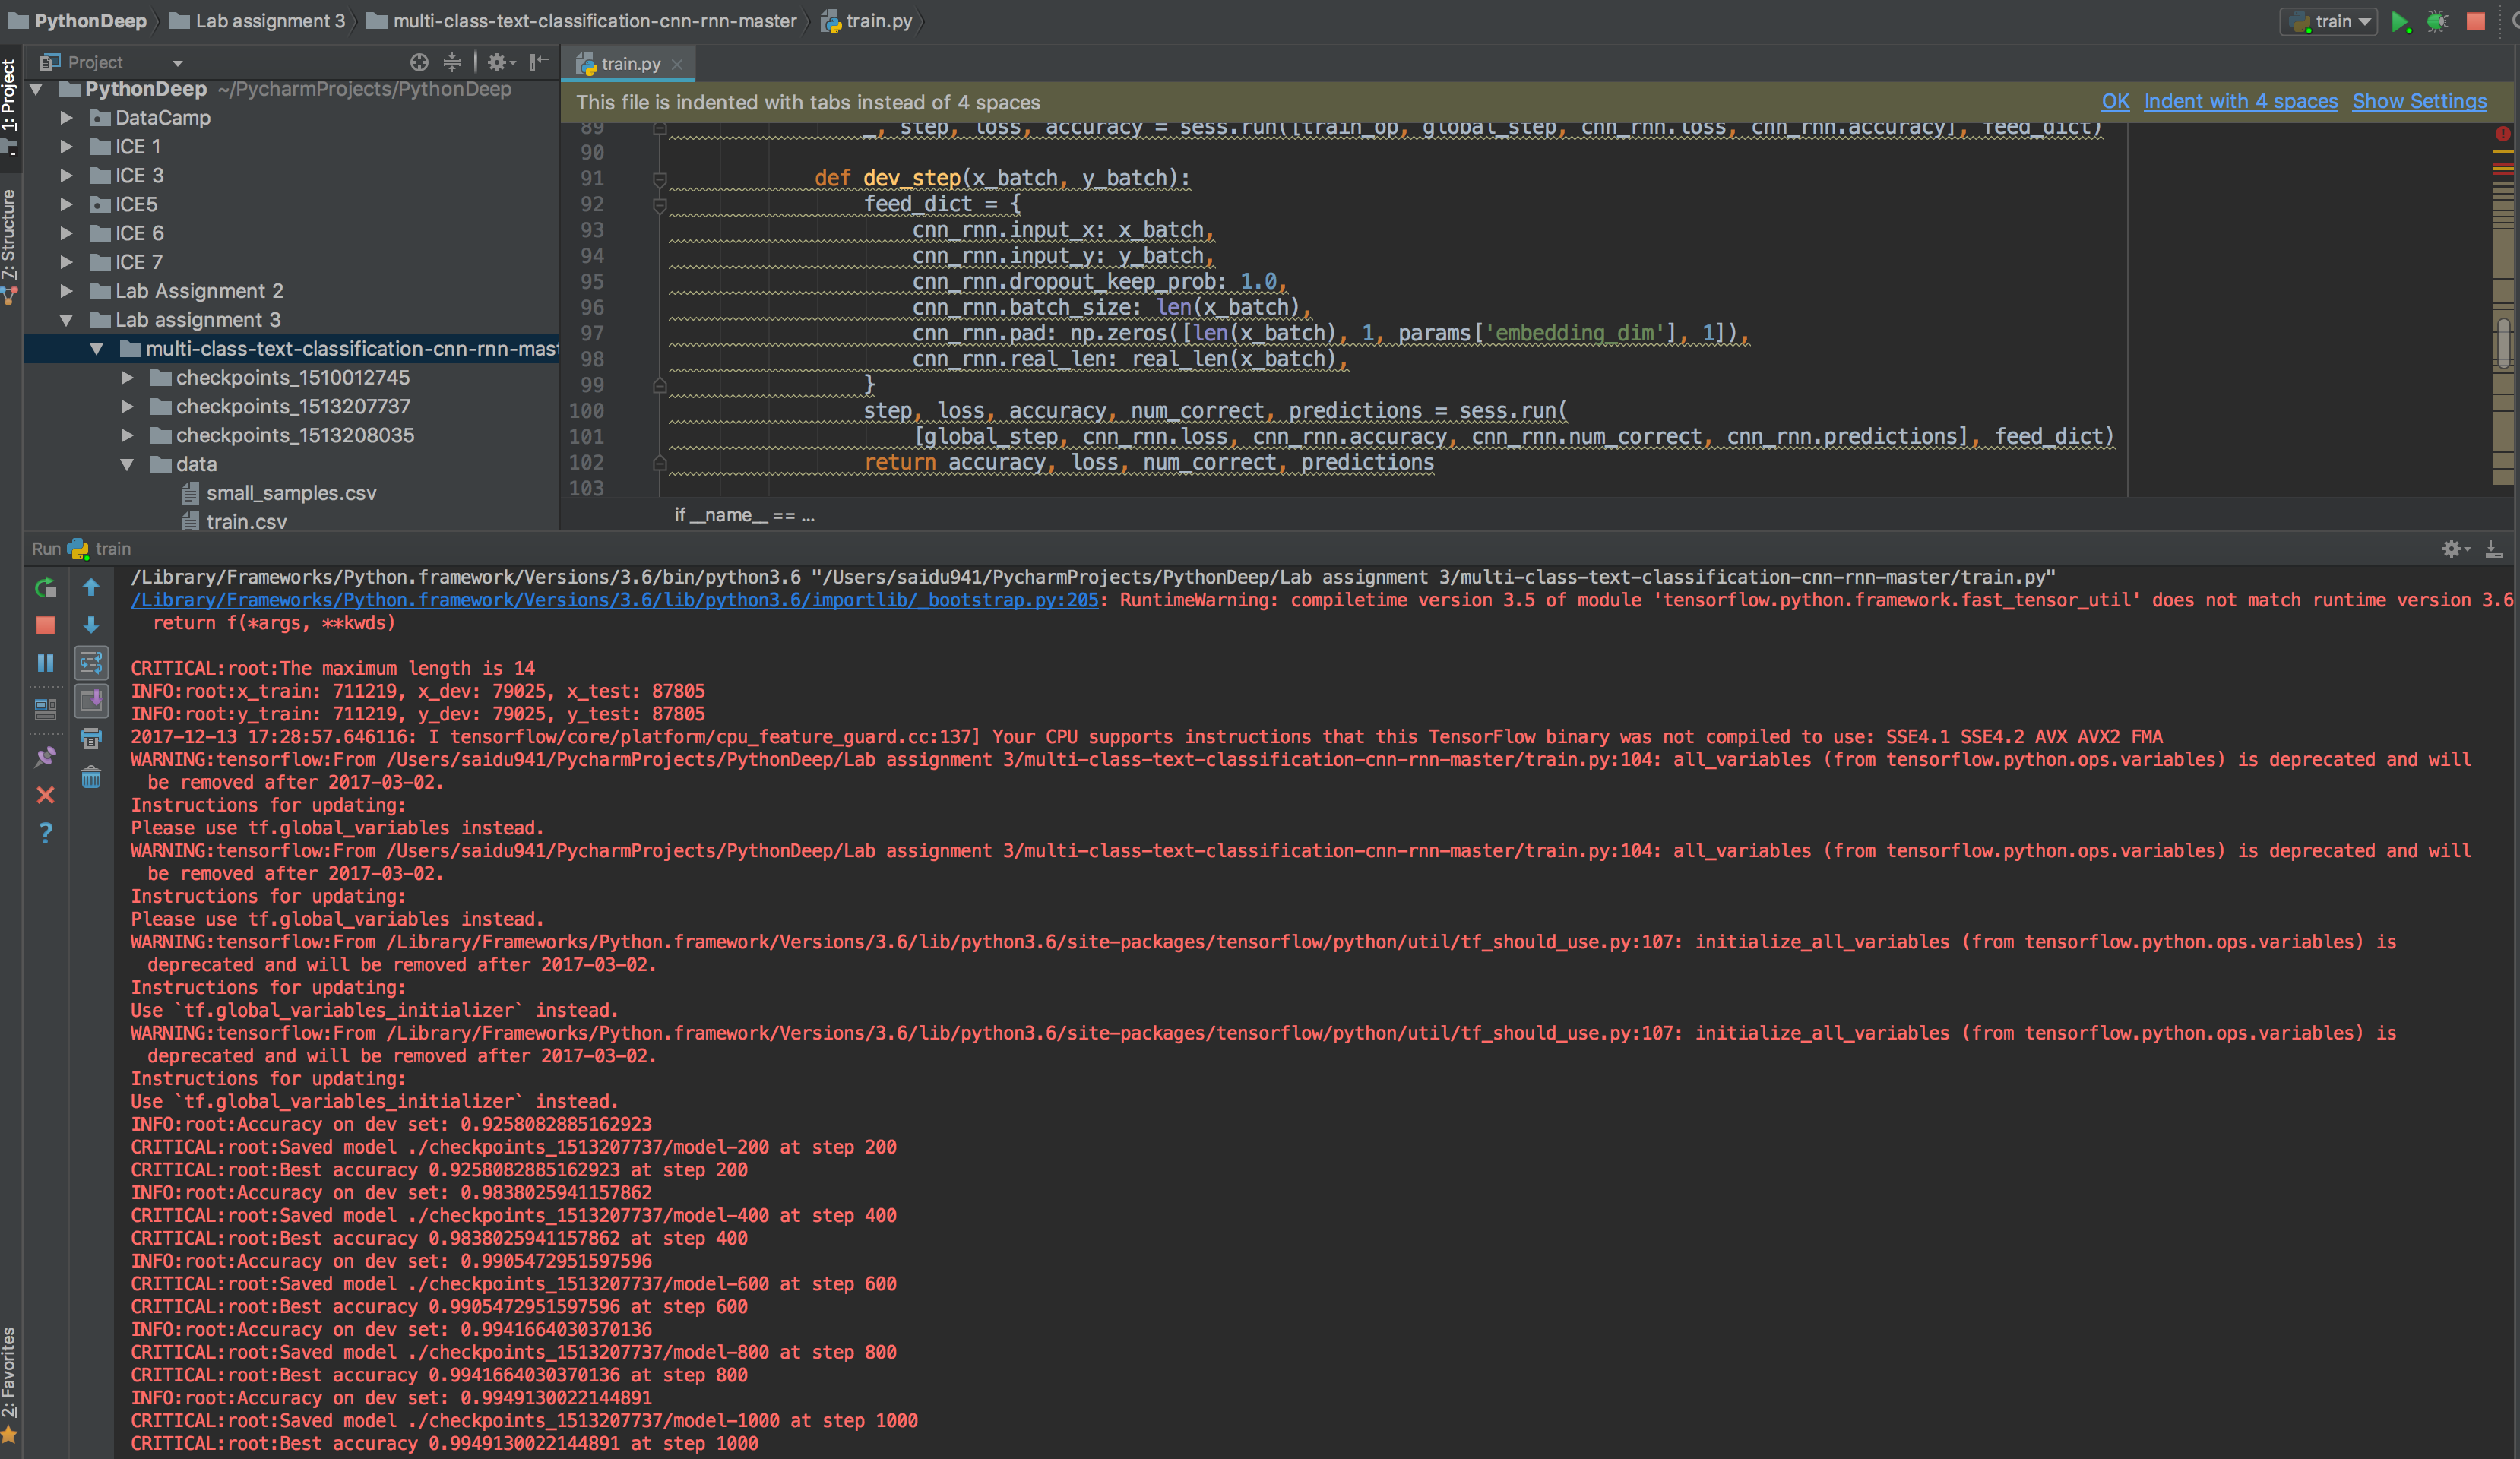 PythonDeep Lab assignment 3 multi-class-text-classification-cnn-rnn-master train.py
train
Project
train.py
1: Project
Z: Structure
2: Favorites
PythonDeep ~/PycharmProjects/PythonDeep
DataCamp
ICE 1
ICE 3
ICE5
ICE 6
ICE 7
Lab Assignment 2
Lab assignment 3
multi-class-text-classification-cnn-rnn-mast
checkpoints_1510012745
checkpoints_1513207737
checkpoints_1513208035
data
small_samples.csv
train.csv
This file is indented with tabs instead of 4 spaces OK Indent with 4 spaces Show Settings
89 _, step, loss, accuracy = sess.run([train_op, global_step, cnn_rnn.loss, cnn_rnn.accuracy], feed_dict)
90
91 def dev_step(x_batch, y_batch):
92 feed_dict = {
93 cnn_rnn.input_x: x_batch,
94 cnn_rnn.input_y: y_batch,
95 cnn_rnn.dropout_keep_prob: 1.0,
96 cnn_rnn.batch_size: len(x_batch),
97 cnn_rnn.pad: np.zeros([len(x_batch), 1, params['embedding_dim'], 1]),
98 cnn_rnn.real_len: real_len(x_batch),
99 }
100 step, loss, accuracy, num_correct, predictions = sess.run(
101 [global_step, cnn_rnn.loss, cnn_rnn.accuracy, cnn_rnn.num_correct, cnn_rnn.predictions], feed_dict)
102 return accuracy, loss, num_correct, predictions
103
if __name__ == ...
Run train
/Library/Frameworks/Python.framework/Versions/3.6/bin/python3.6 "/Users/saidu941/PycharmProjects/PythonDeep/Lab assignment 3/multi-class-text-classification-cnn-rnn-master/train.py"
/Library/Frameworks/Python.framework/Versions/3.6/lib/python3.6/importlib/_bootstrap.py:205: RuntimeWarning: compiletime version 3.5 of module 'tensorflow.python.framework.fast_tensor_util' does not match runtime version 3.6
return f(*args, **kwds)
CRITICAL:root:The maximum length is 14
INFO:root:x_train: 711219, x_dev: 79025, x_test: 87805
INFO:root:y_train: 711219, y_dev: 79025, y_test: 87805
2017-12-13 17:28:57.646116: I tensorflow/core/platform/cpu_feature_guard.cc:137] Your CPU supports instructions that this TensorFlow binary was not compiled to use: SSE4.1 SSE4.2 AVX AVX2 FMA
WARNING:tensorflow:From /Users/saidu941/PycharmProjects/PythonDeep/Lab assignment 3/multi-class-text-classification-cnn-rnn-master/train.py:104: all_variables (from tensorflow.python.ops.variables) is deprecated and will
be removed after 2017-03-02.
Instructions for updating:
Please use tf.global_variables instead.
WARNING:tensorflow:From /Users/saidu941/PycharmProjects/PythonDeep/Lab assignment 3/multi-class-text-classification-cnn-rnn-master/train.py:104: all_variables (from tensorflow.python.ops.variables) is deprecated and will
be removed after 2017-03-02.
Instructions for updating:
Please use tf.global_variables instead.
WARNING:tensorflow:From /Library/Frameworks/Python.framework/Versions/3.6/lib/python3.6/site-packages/tensorflow/python/util/tf_should_use.py:107: initialize_all_variables (from tensorflow.python.ops.variables) is
deprecated and will be removed after 2017-03-02.
Instructions for updating:
Use `tf.global_variables_initializer` instead.
WARNING:tensorflow:From /Library/Frameworks/Python.framework/Versions/3.6/lib/python3.6/site-packages/tensorflow/python/util/tf_should_use.py:107: initialize_all_variables (from tensorflow.python.ops.variables) is
deprecated and will be removed after 2017-03-02.
Instructions for updating:
Use `tf.global_variables_initializer` instead.
INFO:root:Accuracy on dev set: 0.9258082885162923
CRITICAL:root:Saved model ./checkpoints_1513207737/model-200 at step 200
CRITICAL:root:Best accuracy 0.9258082885162923 at step 200
INFO:root:Accuracy on dev set: 0.9838025941157862
CRITICAL:root:Saved model ./checkpoints_1513207737/model-400 at step 400
CRITICAL:root:Best accuracy 0.9838025941157862 at step 400
INFO:root:Accuracy on dev set: 0.9905472951597596
CRITICAL:root:Saved model ./checkpoints_1513207737/model-600 at step 600
CRITICAL:root:Best accuracy 0.9905472951597596 at step 600
INFO:root:Accuracy on dev set: 0.9941664030370136
CRITICAL:root:Saved model ./checkpoints_1513207737/model-800 at step 800
CRITICAL:root:Best accuracy 0.9941664030370136 at step 800
INFO:root:Accuracy on dev set: 0.9949130022144891
CRITICAL:root:Saved model ./checkpoints_1513207737/model-1000 at step 1000
CRITICAL:root:Best accuracy 0.9949130022144891 at step 1000